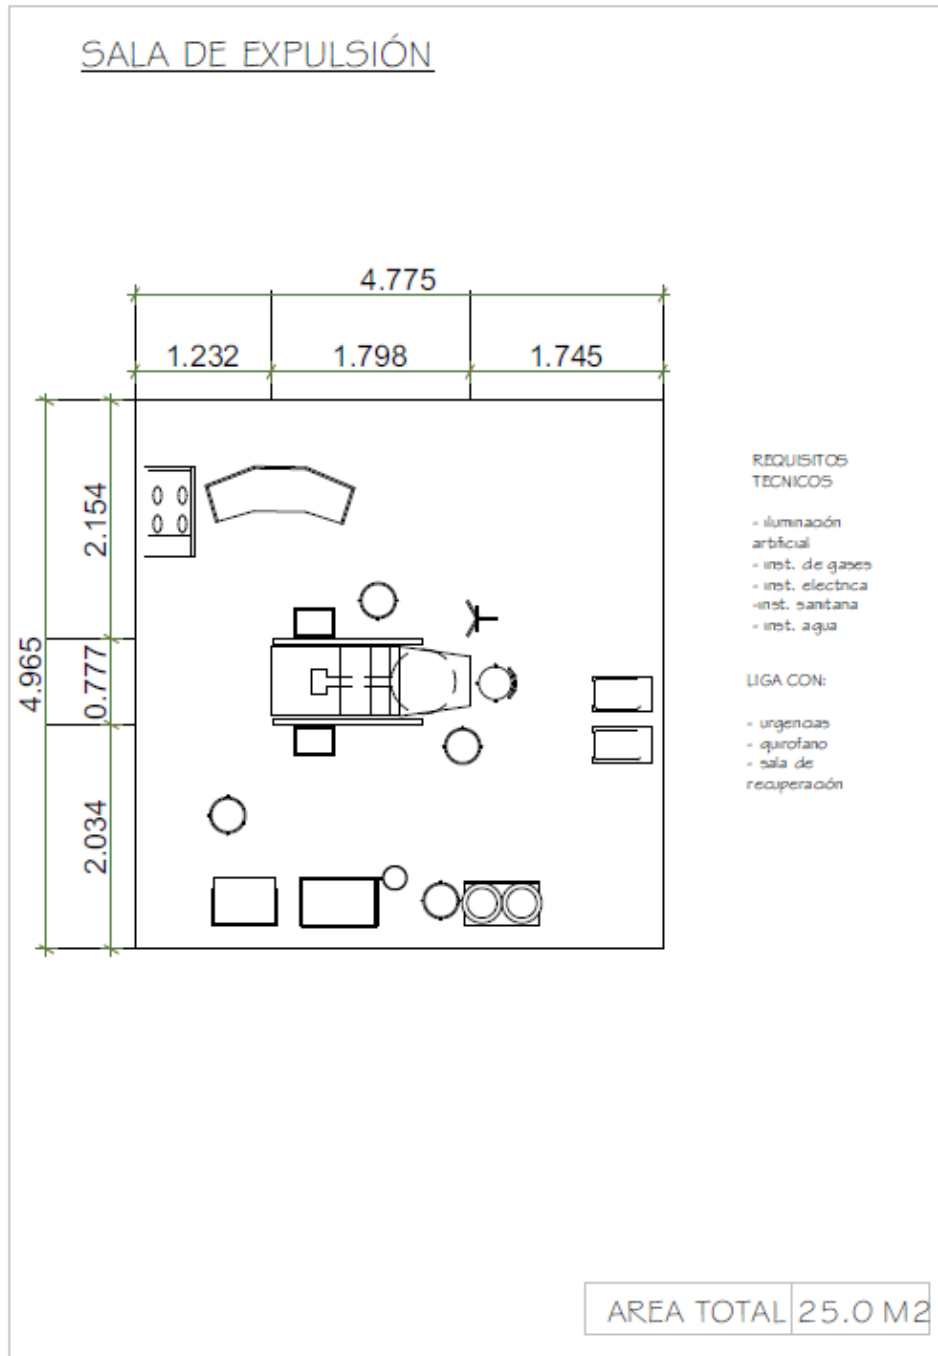 SALA DE EXPULSIÓN
4.775
1.232
1.798
1.745
2.154
0.777
4.965
2.034
REQUISITOS
TECNICOS
- iluminación
artificial
- inst. de gases
- inst. electrica
-inst. sanitaria
- inst. agua
LIGA CON:
- urgencias
- quirofano
- sala de
recuperación
AREA TOTAL 25.0 M2